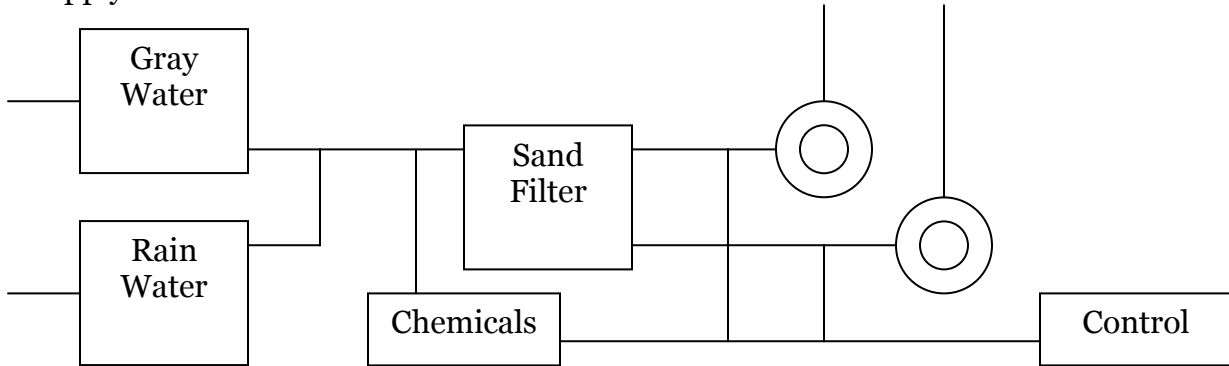 Gray
Water
Sand
Filter
Rain
Water
Chemicals
Control